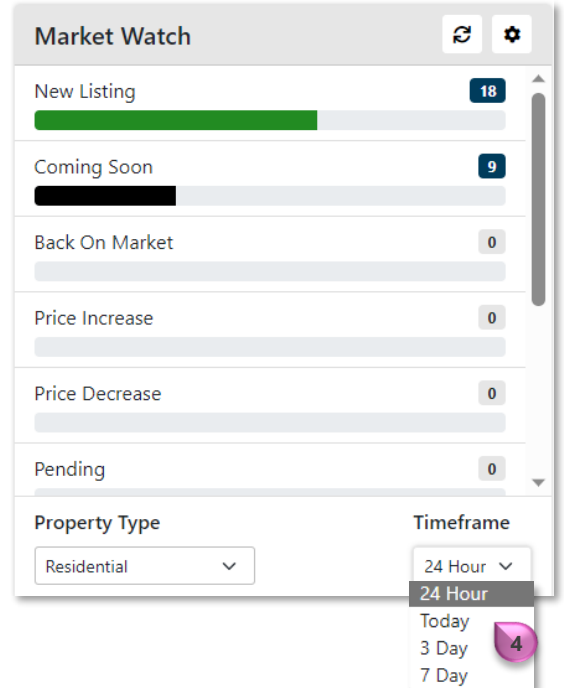 Market Watch
New Listing 18
Coming Soon 9
Back On Market 0
Price Increase 0
Price Decrease 0
Pending 0
Property Type Timeframe
Residential 24 Hour
24 Hour
Today
3 Day
4
7 Day